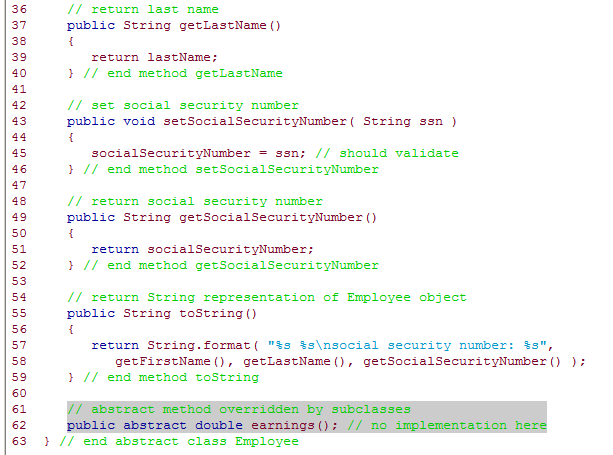 36 // return last name
37 public String getLastName()
38 {
39 return lastName;
40 } // end method getLastName
41
42 // set social security number
43 public void setSocialSecurityNumber( String ssn )
44 {
45 socialSecurityNumber = ssn; // should validate
46 } // end method setSocialSecurityNumber
47
48 // return social security number
49 public String getSocialSecurityNumber()
50 {
51 return socialSecurityNumber;
52 } // end method getSocialSecurityNumber
53
54 // return String representation of Employee object
55 public String toString()
56 {
57 return String.format( "%s %s\nsocial security number: %s",
58 getFirstName(), getLastName(), getSocialSecurityNumber() );
59 } // end method toString
60
61 // abstract method overridden by subclasses
62 public abstract double earnings(); // no implementation here
63 } // end abstract class Employee